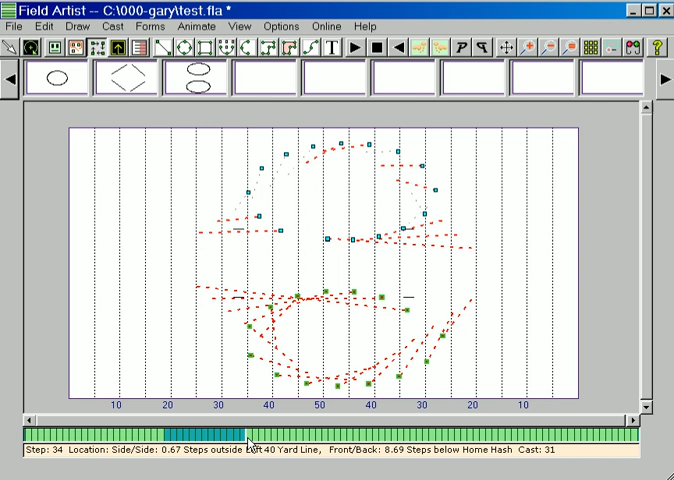 Field Artist -- C:\000-gary\test.fla *
File Edit Draw Cast Forms Animate View Options Online Help
T P ?
10 20 30 40 50 40 30 20 10
Step: 34 Location: Side/Side: 0.67 Steps outside Left 40 Yard Line, Front/Back: 8.69 Steps below Home Hash Cast: 31